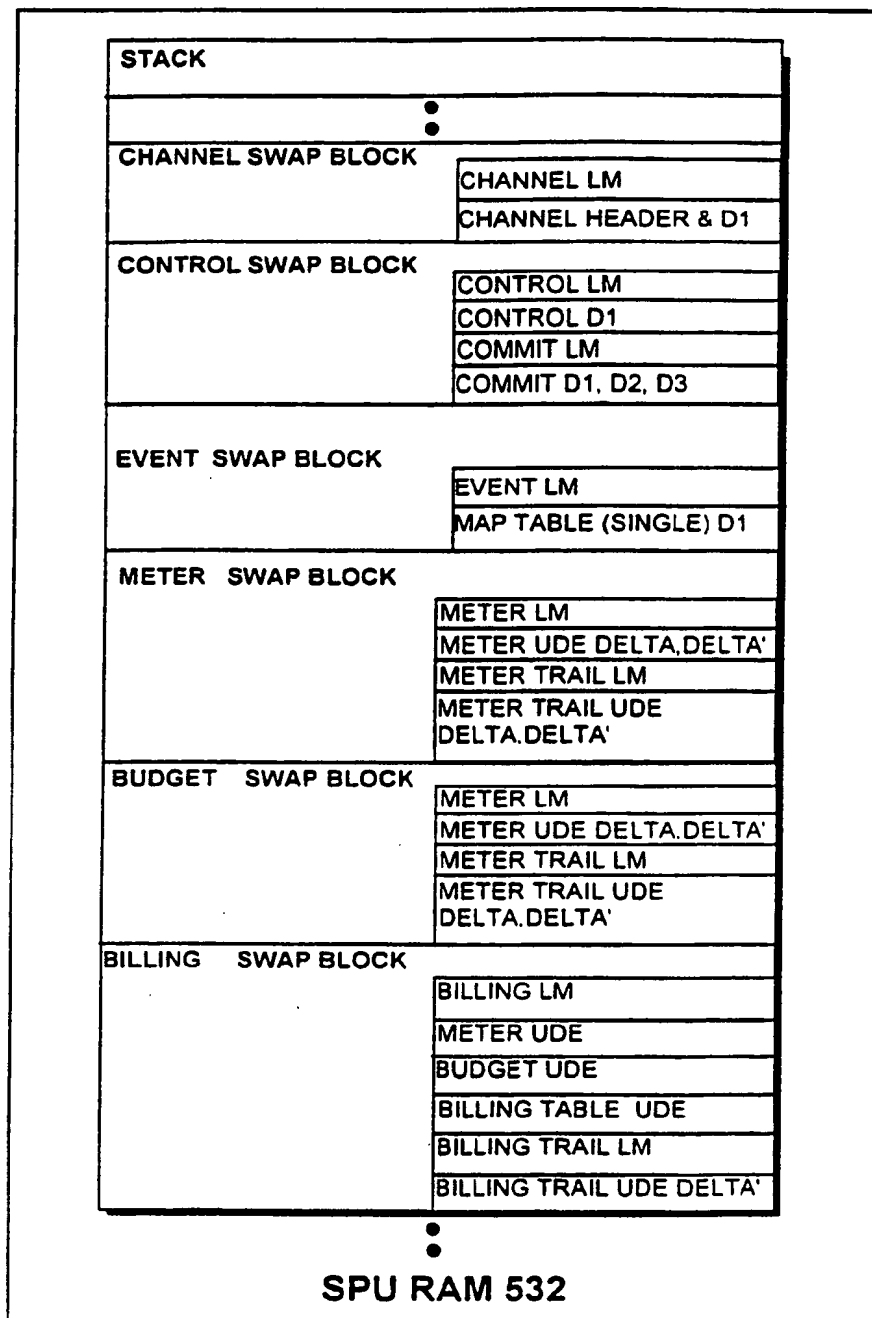 STACK
CHANNEL SWAP BLOCK
CHANNEL LM
CHANNEL HEADER & D1
CONTROL SWAP BLOCK
CONTROL LM
CONTROL D1
COMMIT LM
COMMIT D1, D2, D3
EVENT SWAP BLOCK
EVENT LM
MAP TABLE (SINGLE) D1
METER SWAP BLOCK
METER LM
METER UDE DELTA,DELTA'
METER TRAIL LM
METER TRAIL UDE
DELTA.DELTA'
BUDGET SWAP BLOCK
METER LM
METER UDE DELTA.DELTA'
METER TRAIL LM
METER TRAIL UDE
DELTA.DELTA'
BILLING SWAP BLOCK
BILLING LM
METER UDE
BUDGET UDE
BILLING TABLE UDE
BILLING TRAIL LM
BILLING TRAIL UDE DELTA'
SPU RAM 532